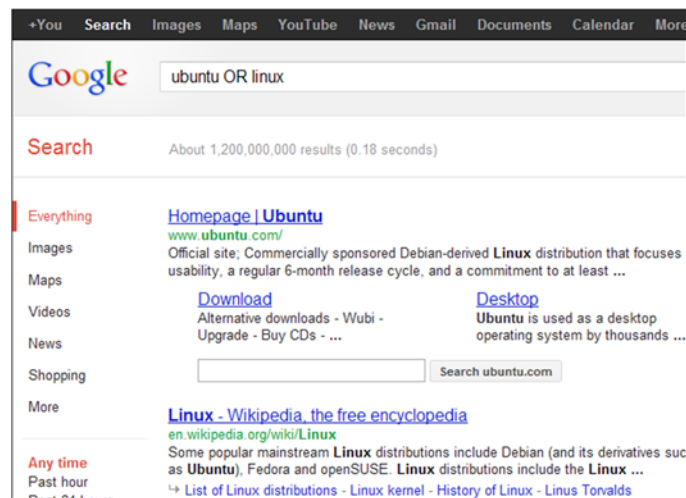 +You Search Images Maps YouTube News Gmail Documents Calendar More
Google
ubuntu OR linux
Search
About 1,200,000,000 results (0.18 seconds)
Everything
Images
Maps
Videos
News
Shopping
More
Any time
Past hour
Past 24 hours
Homepage | Ubuntu
www.ubuntu.com/
Official site; Commercially sponsored Debian-derived Linux distribution that focuses
usability, a regular 6-month release cycle, and a commitment to at least ...
Download
Alternative downloads - Wubi -
Upgrade - Buy CDs - ...
Desktop
Ubuntu is used as a desktop
operating system by thousands ...
Search ubuntu.com
Linux - Wikipedia, the free encyclopedia
en.wikipedia.org/wiki/Linux
Some popular mainstream Linux distributions include Debian (and its derivatives suc
as Ubuntu), Fedora and openSUSE. Linux distributions include the Linux ...
↳ List of Linux distributions - Linux kernel - History of Linux - Linus Torvalds